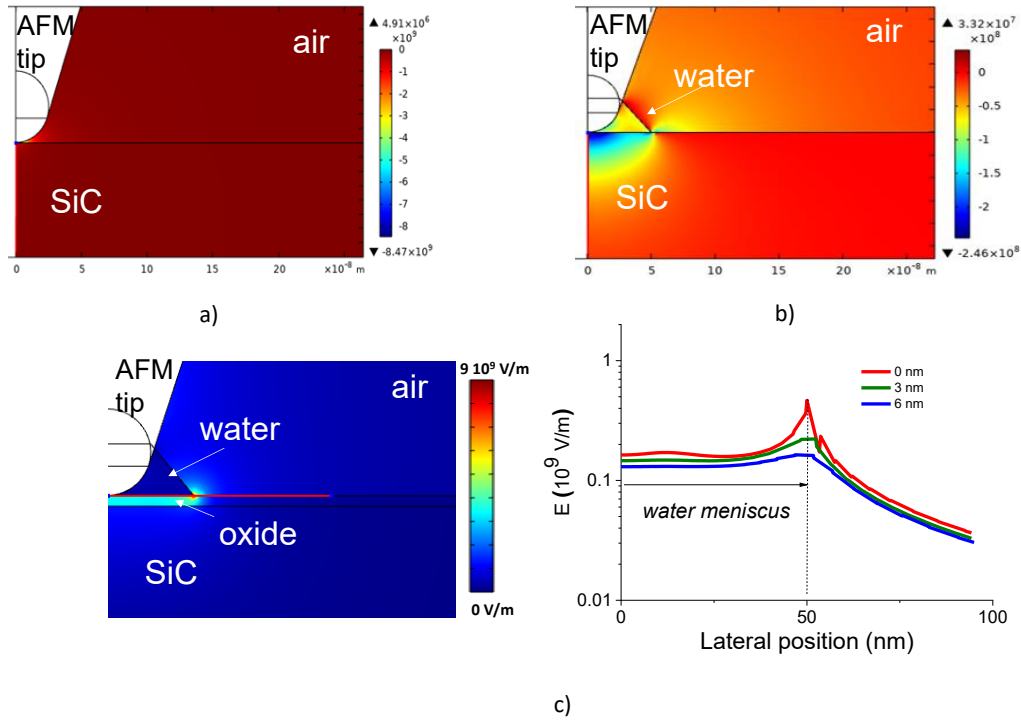 AFM
tip
air
SiC
▲ 4.91×10⁶
×10⁹
0
-1
-2
-3
-4
-5
-6
-7
-8
▼ -8.47×10⁹
0
5
10
15
20
×10⁻⁸ m
a)
AFM
tip
air
water
SiC
▲ 3.32×10⁷
×10⁸
0
-0.5
-1
-1.5
-2
▼ -2.46×10⁸
0
5
10
15
20
×10⁻⁸ m
b)
AFM
tip
air
water
oxide
SiC
9 10⁹ V/m
0 V/m
E (10⁹ V/m)
1
0.1
0.01
0 nm
3 nm
6 nm
water meniscus
0
50
100
Lateral position (nm)
c)